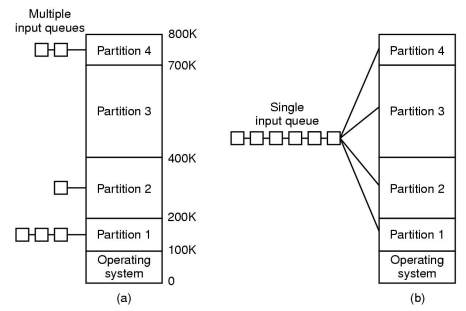 Multiple
input queues
800K
Partition 4
700K
Partition 3
400K
Partition 2
200K
Partition 1
100K
Operating
system
0
(a)
Single
input queue
Partition 4
Partition 3
Partition 2
Partition 1
Operating
system
(b)